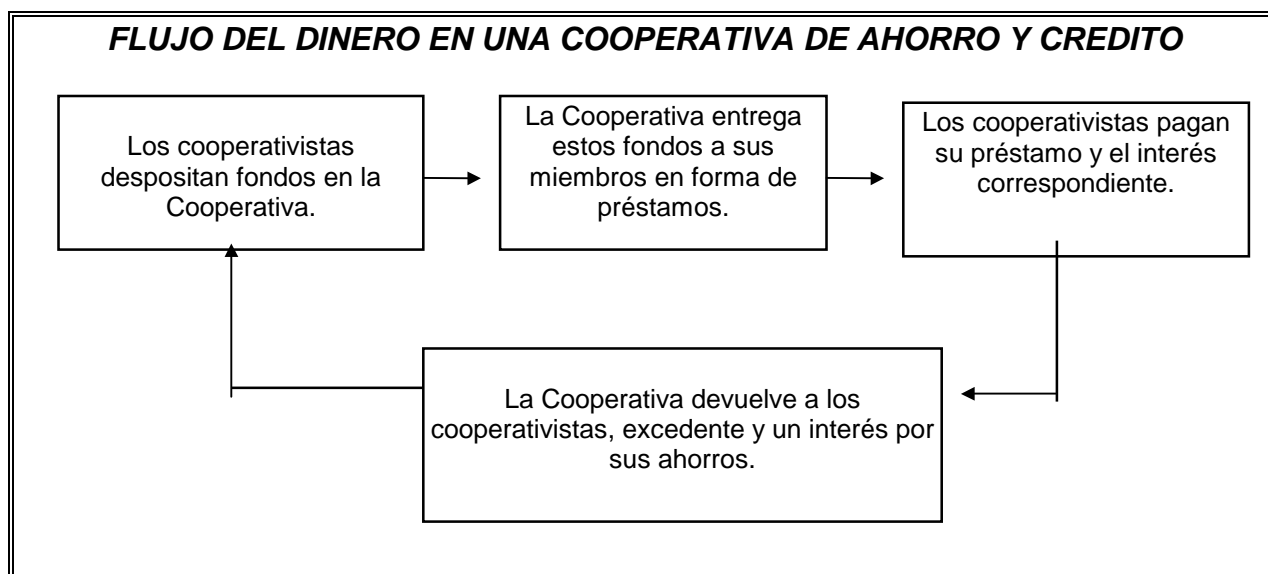 FLUJO DEL DINERO EN UNA COOPERATIVA DE AHORRO Y CREDITO
Los cooperativistas
despositan fondos en la
Cooperativa.
La Cooperativa entrega
estos fondos a sus
miembros en forma de
préstamos.
Los cooperativistas pagan
su préstamo y el interés
correspondiente.
La Cooperativa devuelve a los
cooperativistas, excedente y un interés por
sus ahorros.